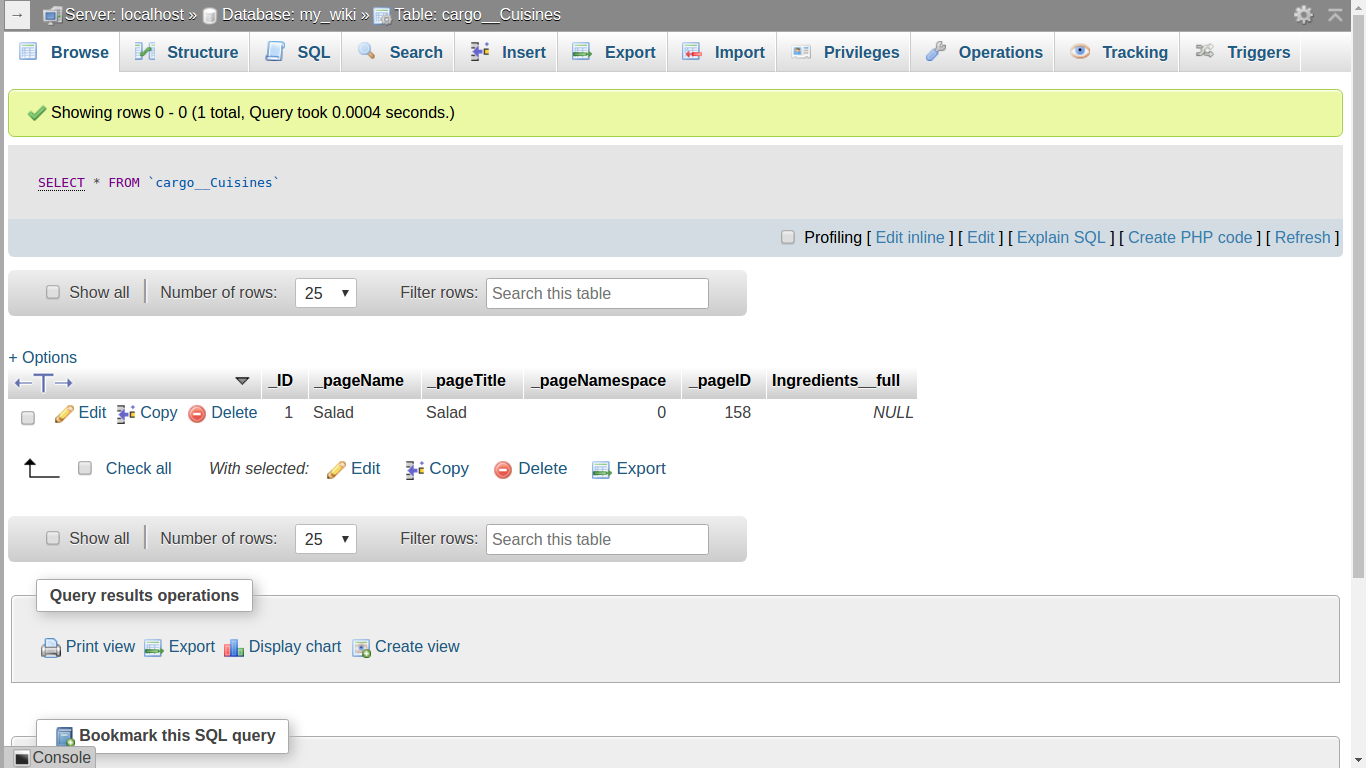 Server: localhost » Database: my_wiki » Table: cargo__Cuisines
Browse Structure SQL Search Insert Export Import Privileges Operations Tracking Triggers
Showing rows 0 - 0 (1 total, Query took 0.0004 seconds.)
SELECT * FROM `cargo__Cuisines`
Profiling [ Edit inline ] [ Edit ] [ Explain SQL ] [ Create PHP code ] [ Refresh ]
Show all Number of rows: 25 Filter rows: Search this table
+ Options
←T→ _ID _pageName _pageTitle _pageNamespace _pageID Ingredients__full
Edit Copy Delete 1 Salad Salad 0 158 NULL
Check all With selected: Edit Copy Delete Export
Show all Number of rows: 25 Filter rows: Search this table
Query results operations
Print view Export Display chart Create view
Bookmark this SQL query
Console